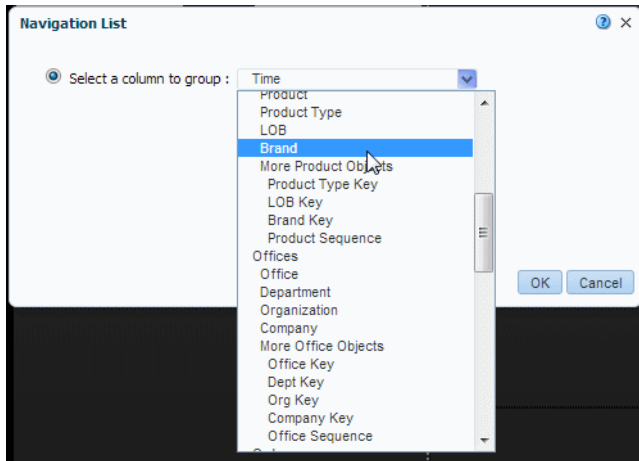 Navigation List
Select a column to group :
Time
Product
Product Type
LOB
Brand
More Product Objects
Product Type Key
LOB Key
Brand Key
Product Sequence
Offices
Office
Department
Organization
Company
More Office Objects
Office Key
Dept Key
Org Key
Company Key
Office Sequence
OK
Cancel